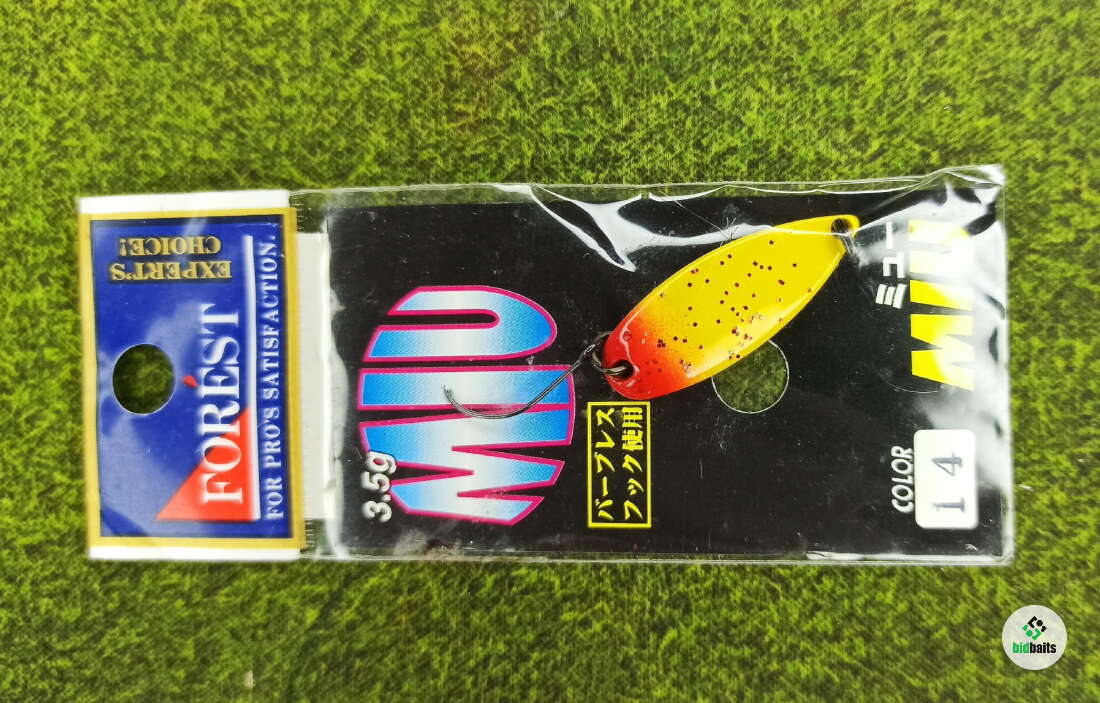 EXPERT'S
CHOICE!
FORÉST
FOR PRO'S SATISFACTION.
MIU
3.5g
バーブレス
フック使用
ミュー
MIU
COLOR
14
bidbaits